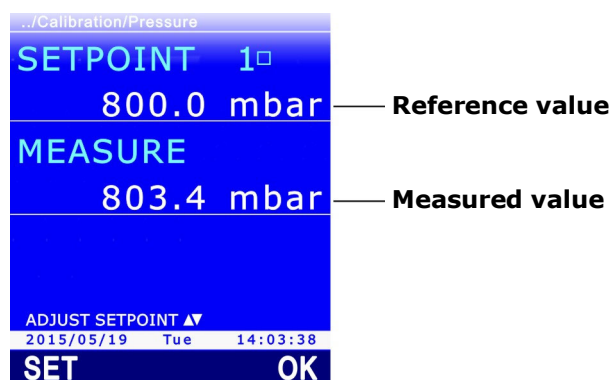 ../Calibration/Pressure
SETPOINT 1□
800.0 mbar
Reference value
MEASURE
803.4 mbar
Measured value
ADJUST SETPOINT ▲▼
2015/05/19 Tue 14:03:38
SET OK